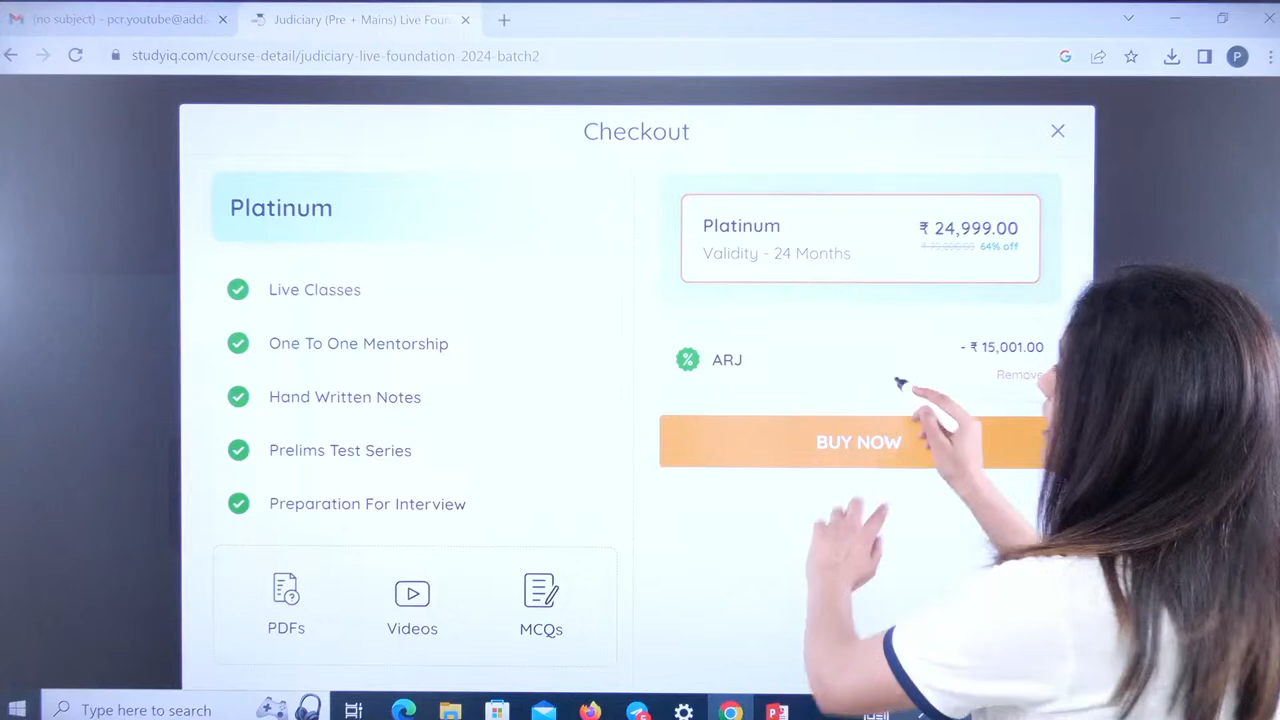 (no subject) - pcr.youtube@add
Judiciary (Pre + Mains) Live Foun
studyiq.com/course-detail/judiciary-live-foundation-2024-batch2
P
Checkout
Platinum
Live Classes
One To One Mentorship
Hand Written Notes
Prelims Test Series
Preparation For Interview
PDFs
Videos
MCQs
Platinum
₹ 24,999.00
Validity - 24 Months
64% off
ARJ
- ₹ 15,001.00
Remove
BUY NOW
Type here to search